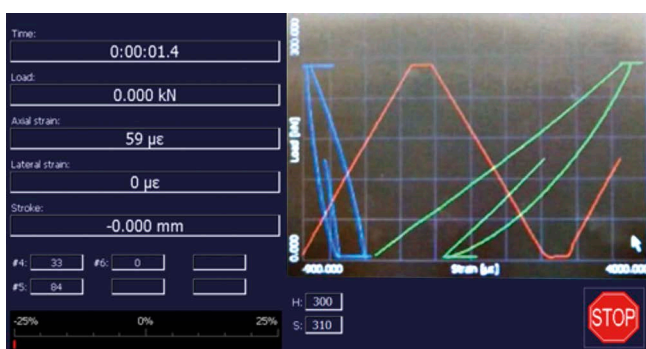 Time:
0:00:01.4
Load:
0.000 kN
Axial strain:
59 µε
Lateral strain:
0 µε
Stroke:
-0.000 mm
#4: 33 #6: 0
#5: 84
-25% 0% 25%
300.000
Load [kN]
0.000
-400.000 Strain [µε] 4000.000
H: 300
S: 310
STOP